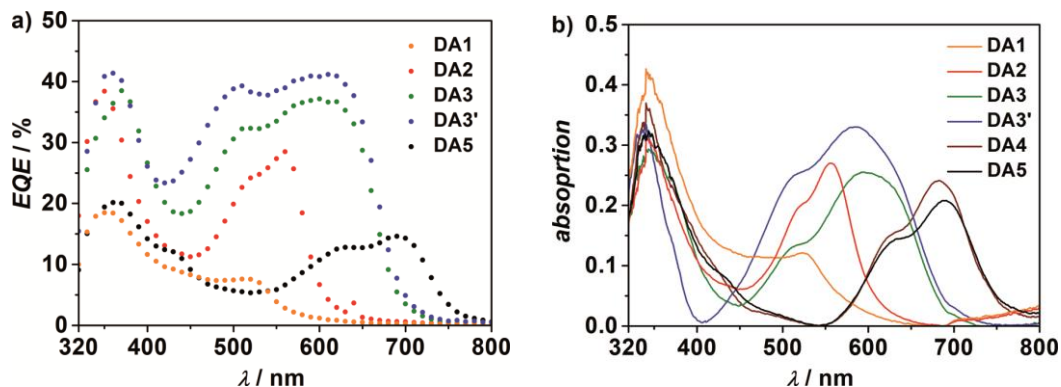 a)
50
40
30
20
10
0
EQE / %
320 400 500 600 700 800
λ / nm
DA1
DA2
DA3
DA3'
DA5
b)
0.5
0.4
0.3
0.2
0.1
0.0
absoprtion
320 400 500 600 700 800
λ / nm
DA1
DA2
DA3
DA3'
DA4
DA5